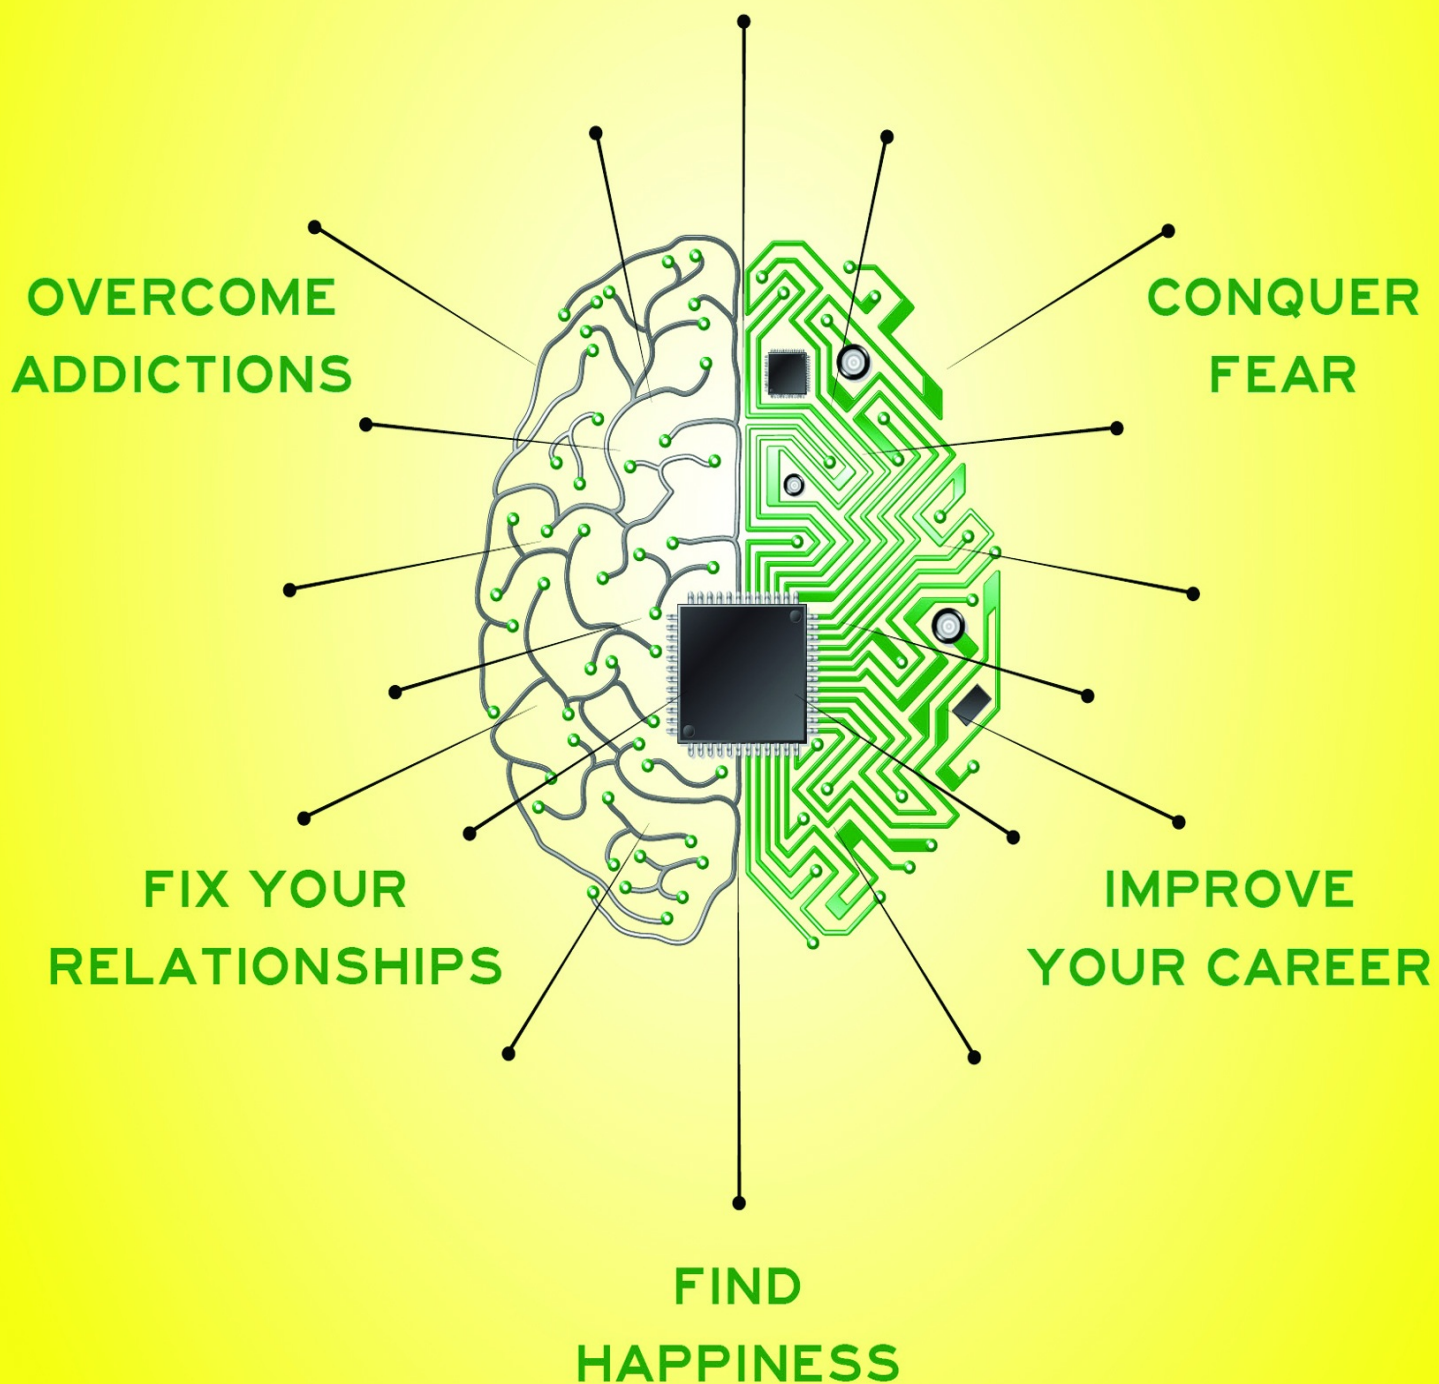 OVERCOME
ADDICTIONS
CONQUER
FEAR
FIX YOUR
RELATIONSHIPS
IMPROVE
YOUR CAREER
FIND
HAPPINESS